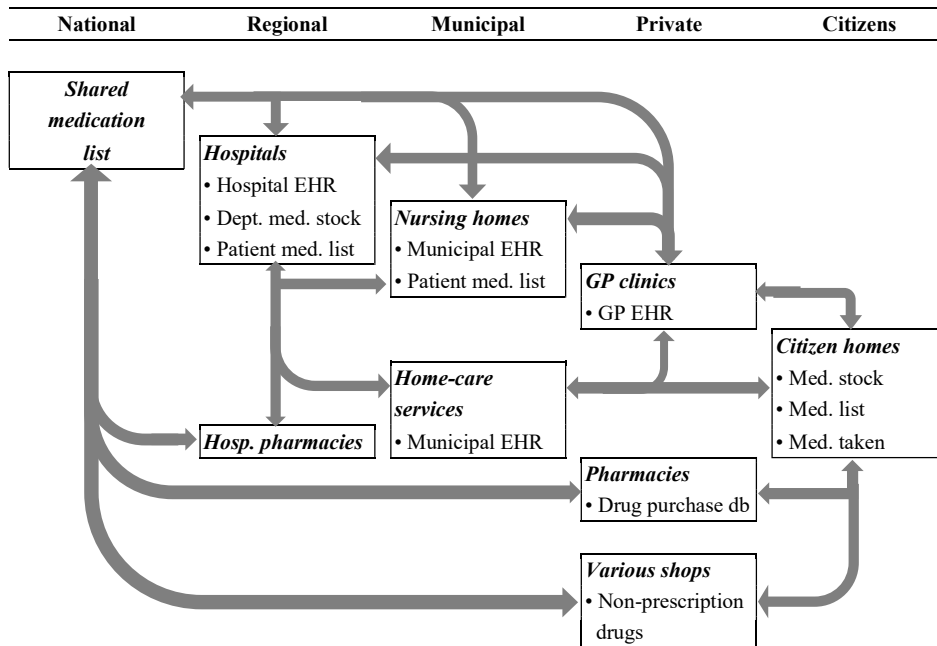 National Regional Municipal Private Citizens
Shared
medication
list
Hospitals
• Hospital EHR
• Dept. med. stock
• Patient med. list
Nursing homes
• Municipal EHR
• Patient med. list
GP clinics
• GP EHR
Citizen homes
• Med. stock
• Med. list
• Med. taken
Home-care
services
• Municipal EHR
Hosp. pharmacies
Pharmacies
• Drug purchase db
Various shops
• Non-prescription
drugs